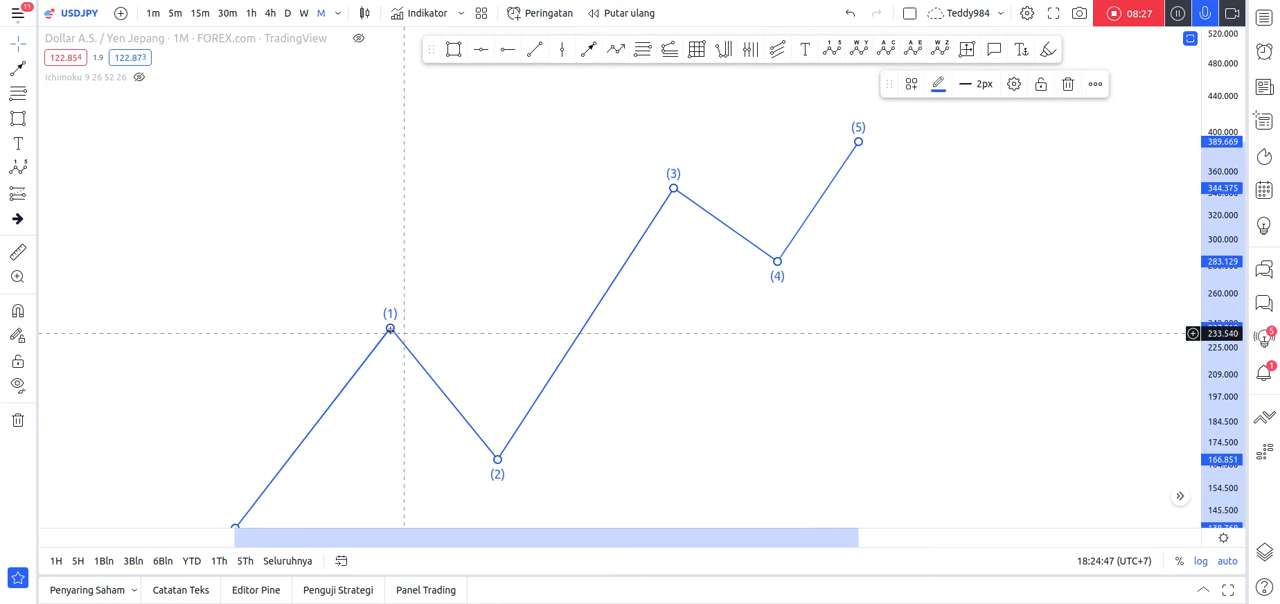 11
USDJPY
1m 5m 15m 30m 1h 4h D W M
Indikator
Peringatan
Putar ulang
Teddy984
08:27
Dollar A.S. / Yen Jepang · 1M · FOREX.com · TradingView
122.854 1.9 122.873
Ichimoku 9 26 52 26
2px
(1)
(2)
(3)
(4)
(5)
520.000
480.000
440.000
400.000
389.669
360.000
344.375
320.000
300.000
283.129
260.000
233.540
225.000
209.000
197.000
184.500
174.500
166.851
154.500
145.500
5
1
1H 5H 1Bln 3Bln 6Bln YTD 1Th 5Th Seluruhnya
18:24:47 (UTC+7) % log auto
Penyaring Saham Catatan Teks Editor Pine Penguji Strategi Panel Trading